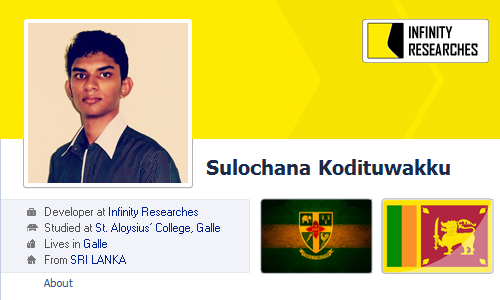 INFINITY
RESEARCHES
Sulochana Kodituwakku
Developer at Infinity Researches
Studied at St. Aloysius' College, Galle
Lives in Galle
From SRI LANKA
About